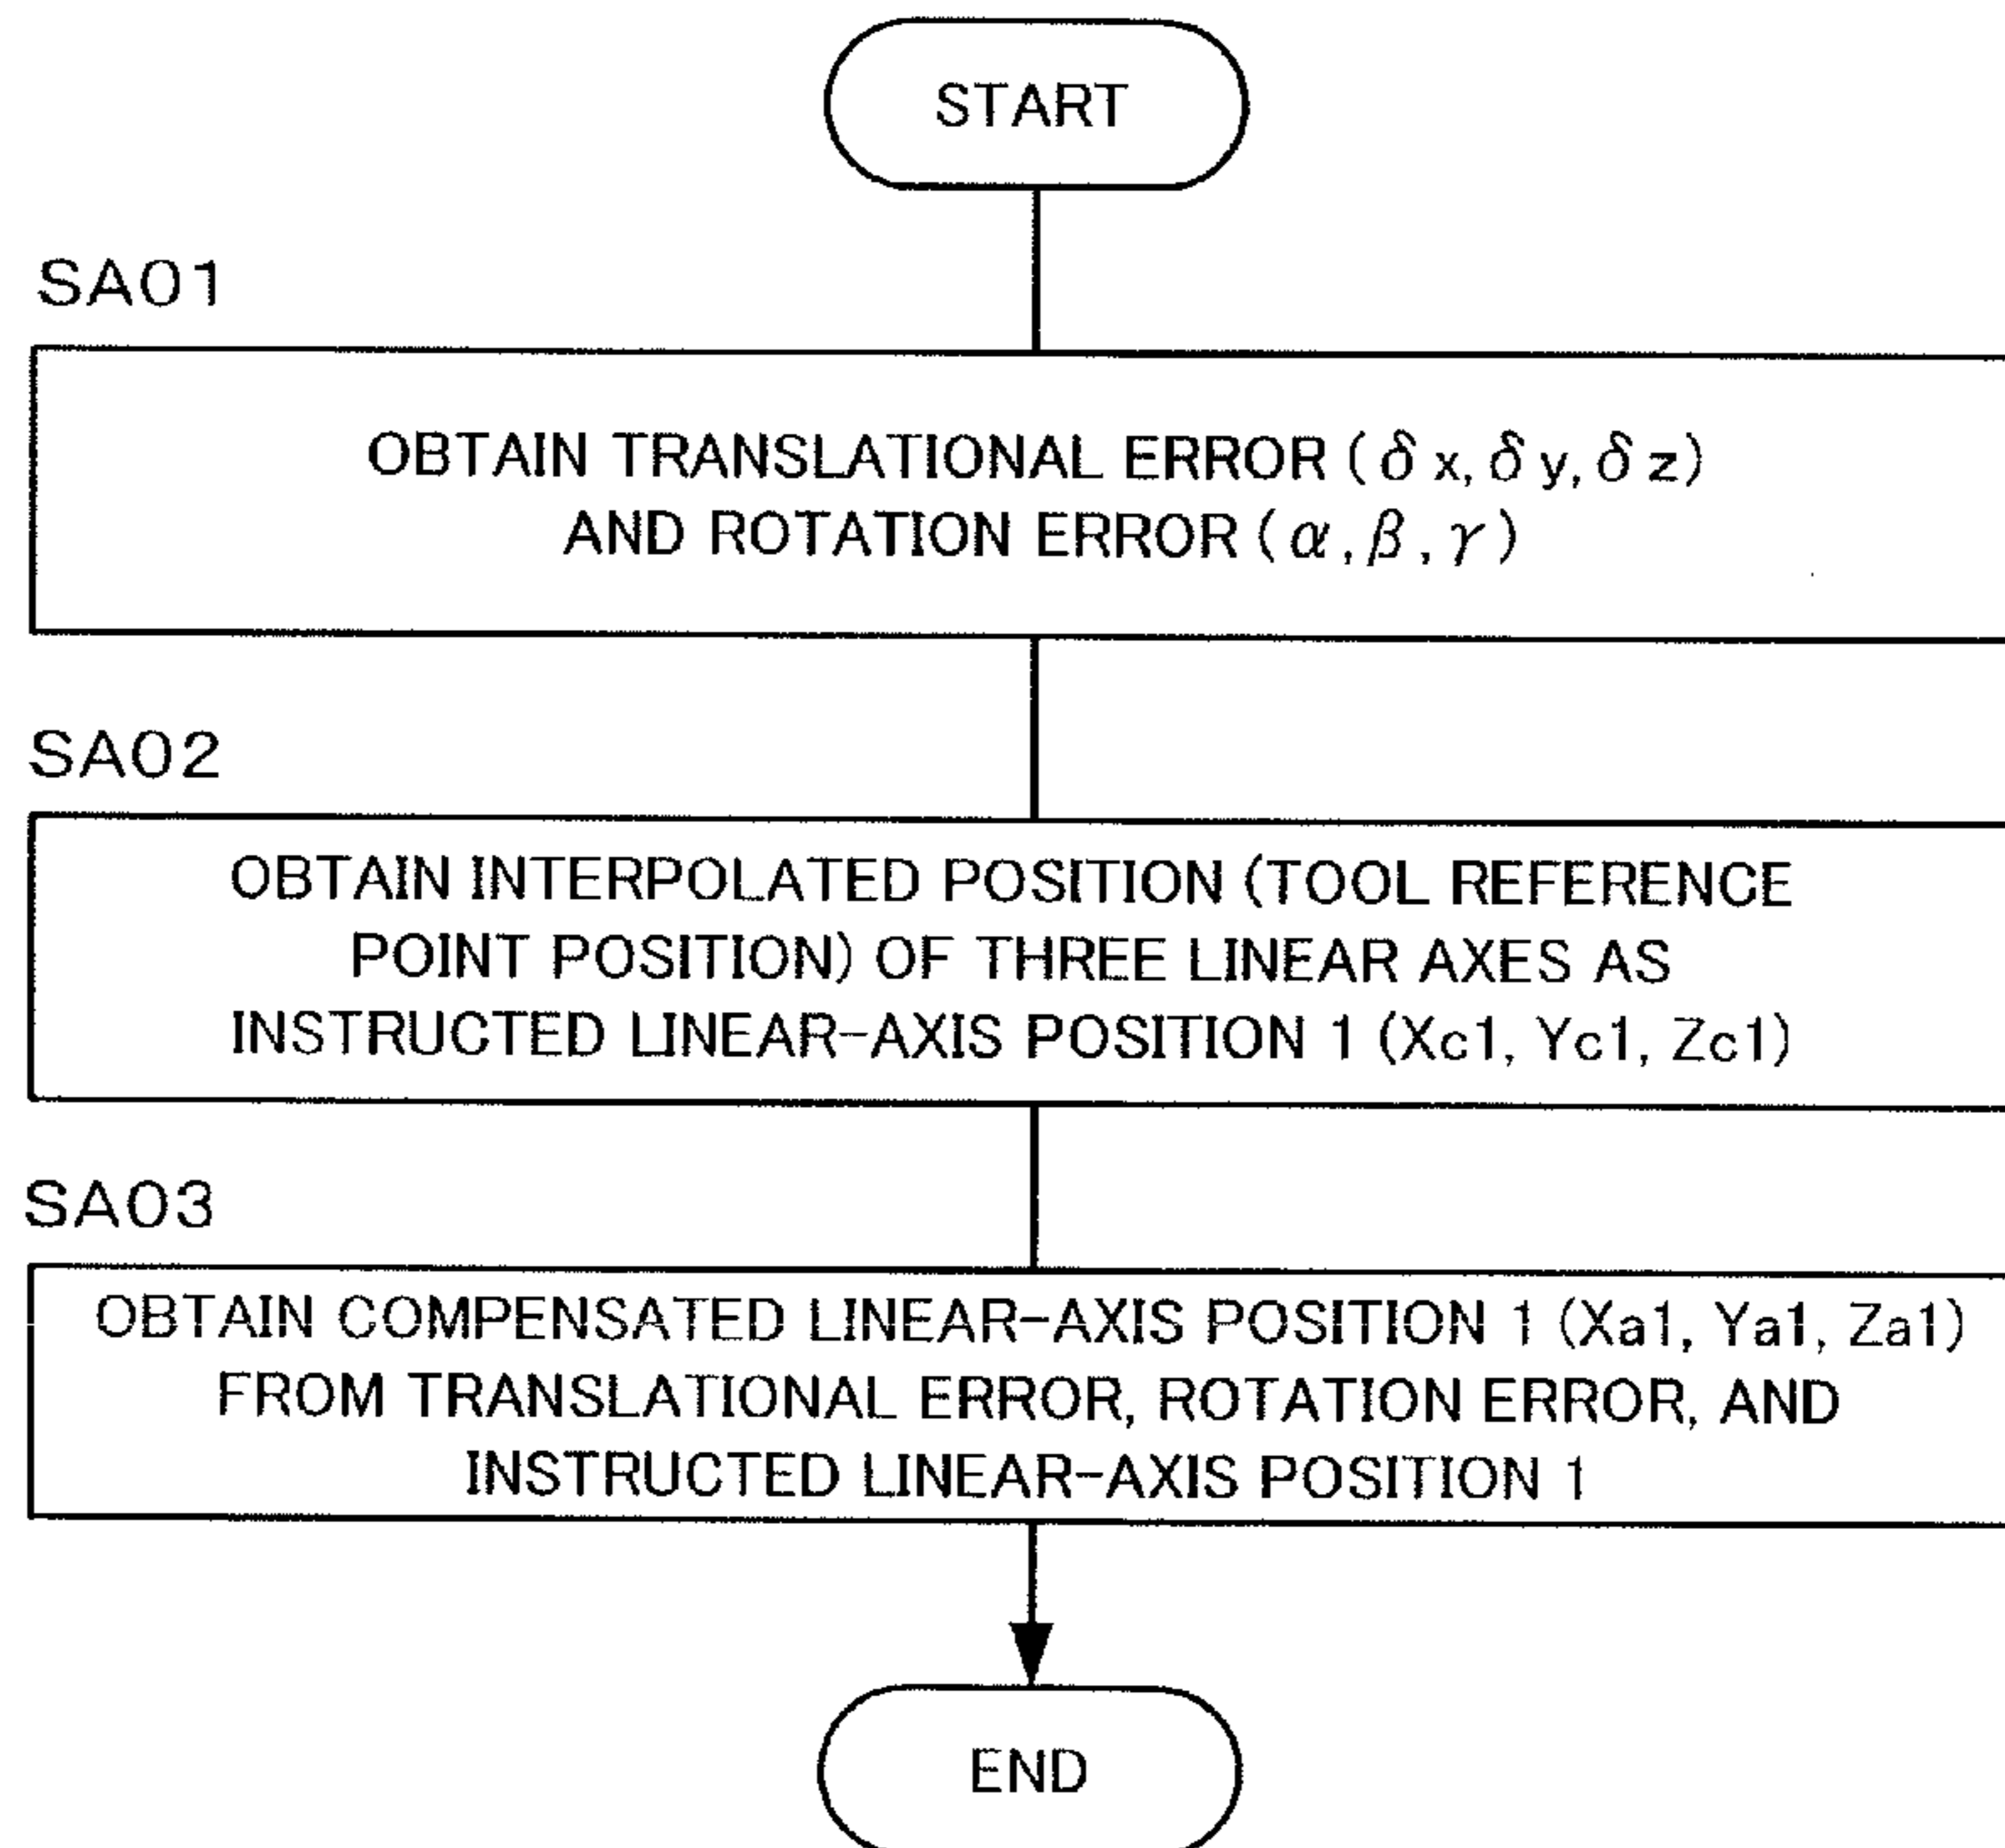 START
SA01
OBTAIN TRANSLATIONAL ERROR (δx, δy, δz)
AND ROTATION ERROR (α, β, γ)
SA02
OBTAIN INTERPOLATED POSITION (TOOL REFERENCE
POINT POSITION) OF THREE LINEAR AXES AS
INSTRUCTED LINEAR-AXIS POSITION 1 (Xc1, Yc1, Zc1)
SA03
OBTAIN COMPENSATED LINEAR-AXIS POSITION 1 (Xa1, Ya1, Za1)
FROM TRANSLATIONAL ERROR, ROTATION ERROR, AND
INSTRUCTED LINEAR-AXIS POSITION 1
END